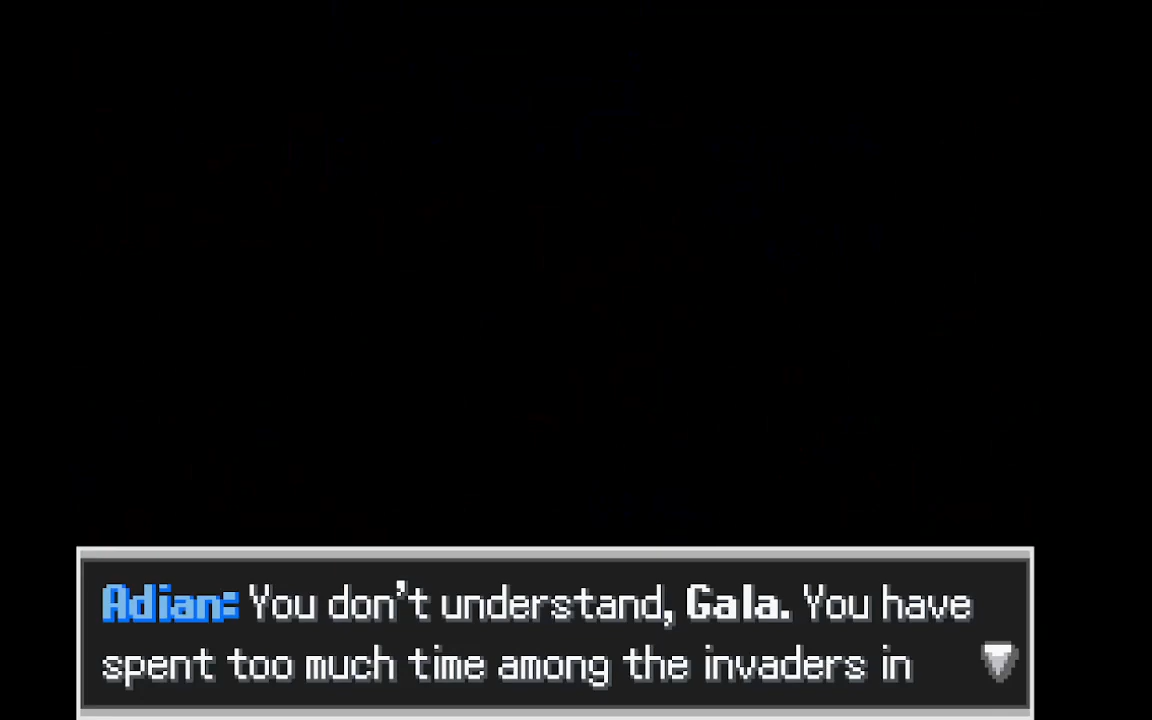 Adian: You don't understand, Gala. You have
spent too much time among the invaders in